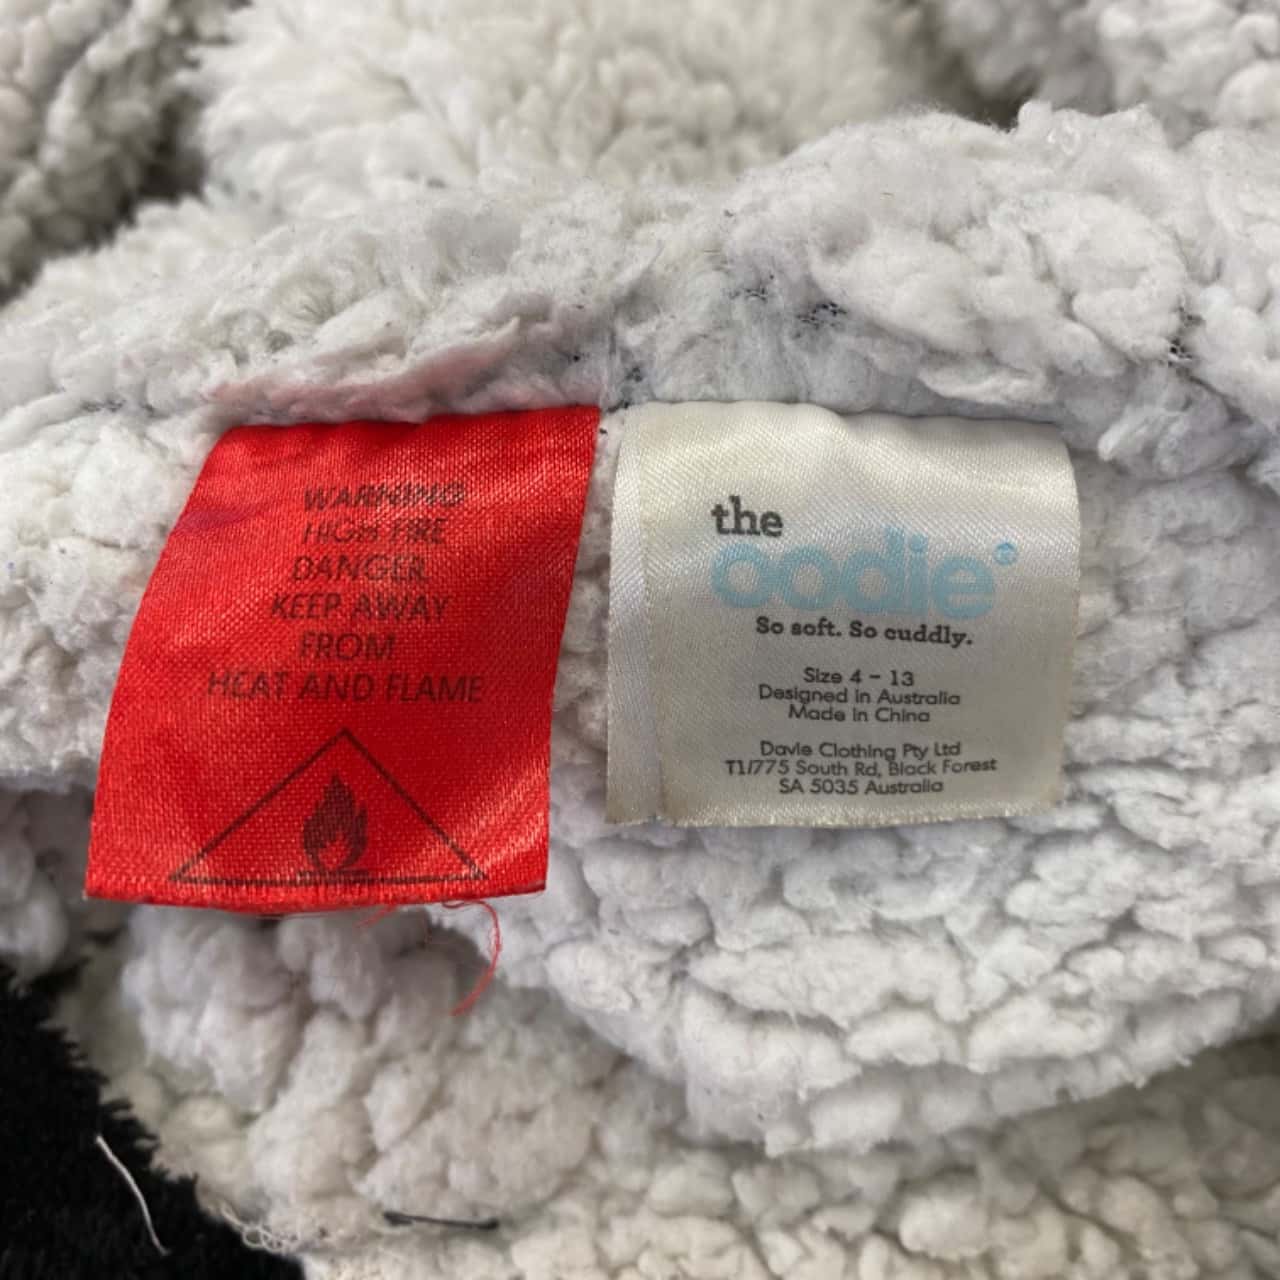 WARNING
HIGH FIRE
DANGER
KEEP AWAY
FROM
HEAT AND FLAME
the
oodie®
So soft. So cuddly.
Size 4 - 13
Designed in Australia
Made in China
Davie Clothing Pty Ltd
T1/775 South Rd, Black Forest
SA 5035 Australia